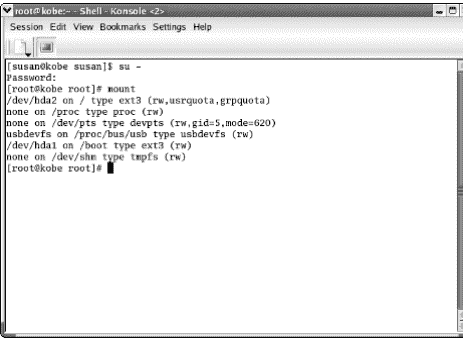 root@kobe:~ - Shell - Konsole <2>
Session Edit View Bookmarks Settings Help
[susan@kobe susan]$ su -
Password:
[root@kobe root]# mount
/dev/hda2 on / type ext3 (rw,usrquota,grpquota)
none on /proc type proc (rw)
none on /dev/pts type devpts (rw,gid=5,mode=620)
usbdevfs on /proc/bus/usb type usbdevfs (rw)
/dev/hda1 on /boot type ext3 (rw)
none on /dev/shm type tmpfs (rw)
[root@kobe root]#